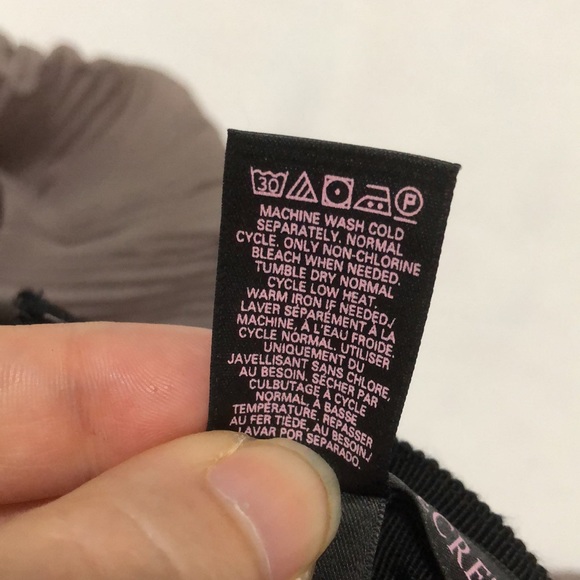 30 P
MACHINE WASH COLD
SEPARATELY, NORMAL
CYCLE, ONLY NON-CHLORINE
BLEACH WHEN NEEDED.
TUMBLE DRY NORMAL
CYCLE LOW HEAT.
WARM IRON IF NEEDED./
LAVER SÉPARÉMENT À LA
MACHINE, À L'EAU FROIDE.
CYCLE NORMAL. UTILISER
UNIQUEMENT DU
JAVELLISANT SANS CHLORE,
AU BESOIN. SÉCHER PAR
CULBUTAGE À CYCLE
NORMAL, À BASSE
TEMPÉRATURE. REPASSER
AU FER TIÈDE, AU BESOIN./
LAVAR POR SEPARADO.